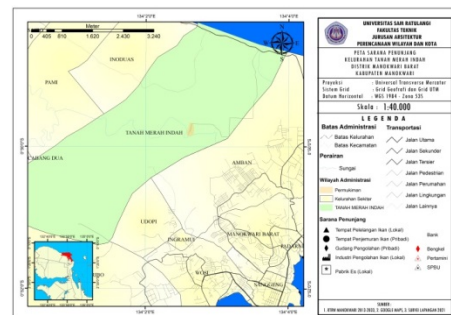 Meter
0 405 810 1.620 2.430 3.240
INODUAS
PAMI
TANAH MERAH INDAH
AMBAN
UDOPI
INGRAMUI
MANOKWARI BARAT
WOSI
SANGGENG
UNIVERSITAS SAM RATULANGI
FAKULTAS TEKNIK
JURUSAN ARSITEKTUR
PERENCANAAN WILAYAH DAN KOTA
PETA SARANA PENUNJANG
KELURAHAN TANAH MERAH INDAH
DISTRIK MANOKWARI BARAT
KABUPATEN MANOKWARI
Proyeksi : Universal Transverse Mercator
Sistem Grid : Grid Geofrafi dan Grid UTM
Datum Horizontal : WGS 1984 - Zone 53S
Skala : 1:40.000
LEGENDA
Batas Administrasi
Batas Kelurahan
Batas Kecamatan
Perairan
Sungai
Wilayah Administrasi
Permukiman
Kelurahan Sekitar
TANAH MERAH INDAH
Transportasi
Jalan Utama
Jalan Sekunder
Jalan Tersier
Jalan Pedestrian
Jalan Perumahan
Jalan Lingkungan
Jalan Lainnya
Sarana Penunjang
Tempat Pelelangan Ikan (Lokal)
Tempat Penjemuran Ikan (Pribadi)
Gudang Pengolahan (Pribadi)
Industri Pengolahan Ikan (Lokal)
Pabrik Es (Lokal)
Bank
Bengkel
Pertamini
SPBU
SUMBER: